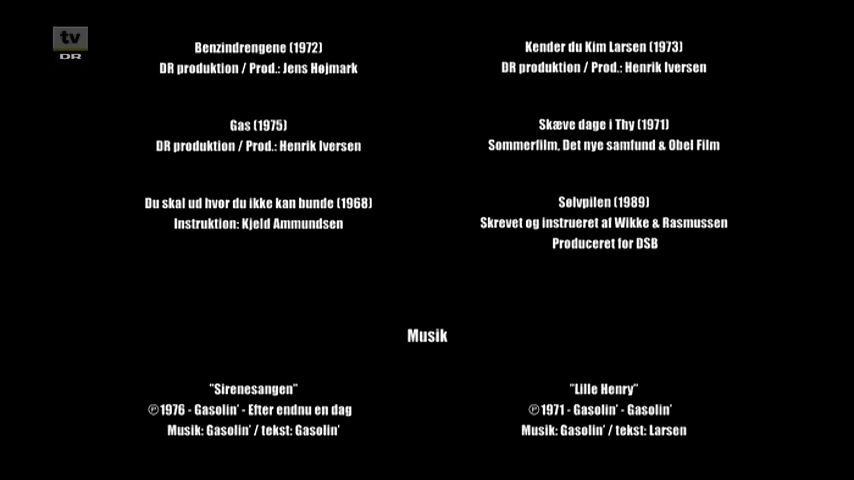 tv
DR
Benzindrengene (1972)
DR produktion / Prod.: Jens Højmark
Kender du Kim Larsen (1973)
DR produktion / Prod.: Henrik Iversen
Gas (1975)
DR produktion / Prod.: Henrik Iversen
Skæve dage i Thy (1971)
Sommerfilm, Det nye samfund & Obel Film
Du skal ud hvor du ikke kan bunde (1968)
Instruktion: Kjeld Ammundsen
Sølvpilen (1989)
Skrevet og instrueret af Wikke & Rasmussen
Produceret for DSB
Musik
"Sirenesangen"
℗1976 - Gasolin' - Efter endnu en dag
Musik: Gasolin' / tekst: Gasolin'
"Lille Henry"
℗1971 - Gasolin' - Gasolin'
Musik: Gasolin' / tekst: Larsen